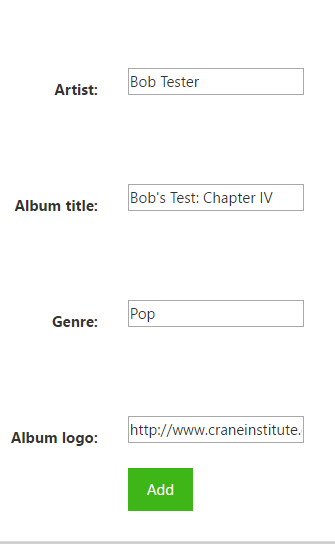 Artist: Bob Tester
Album title: Bob's Test: Chapter IV
Genre: Pop
Album logo: http://www.craneinstitute.
Add